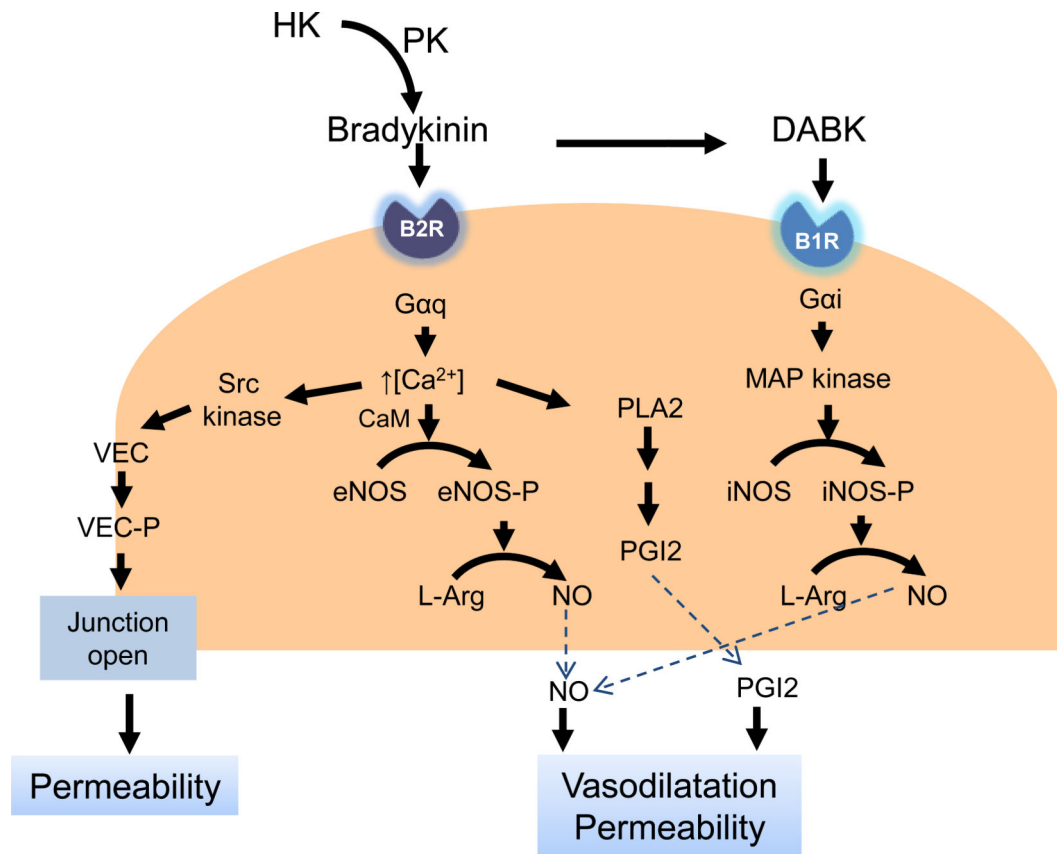 HK
PK
Bradykinin
DABK
B2R
B1R
Gαq
Gαi
↑[Ca²⁺]
MAP kinase
Src
kinase
CaM
PLA2
VEC
eNOS
eNOS-P
iNOS
iNOS-P
VEC-P
PGI2
L-Arg
NO
L-Arg
NO
Junction
open
NO
PGI2
Permeability
Vasodilatation
Permeability